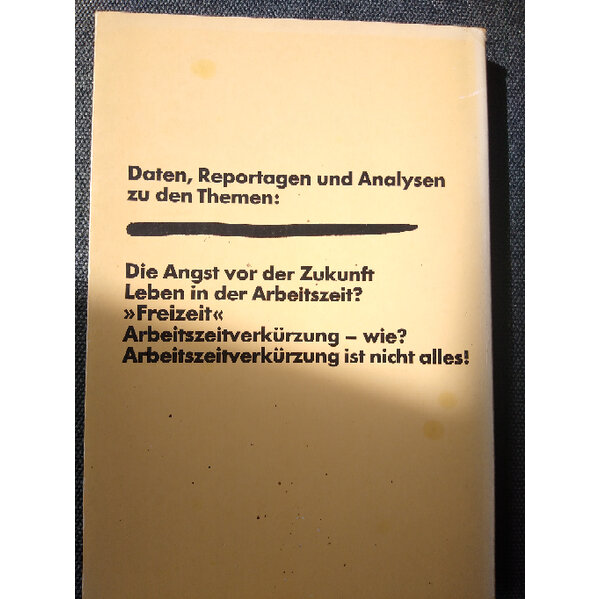 Daten, Reportagen und Analysen
zu den Themen:
Die Angst vor der Zukunft
Leben in der Arbeitszeit?
»Freizeit«
Arbeitszeitverkürzung – wie?
Arbeitszeitverkürzung ist nicht alles!